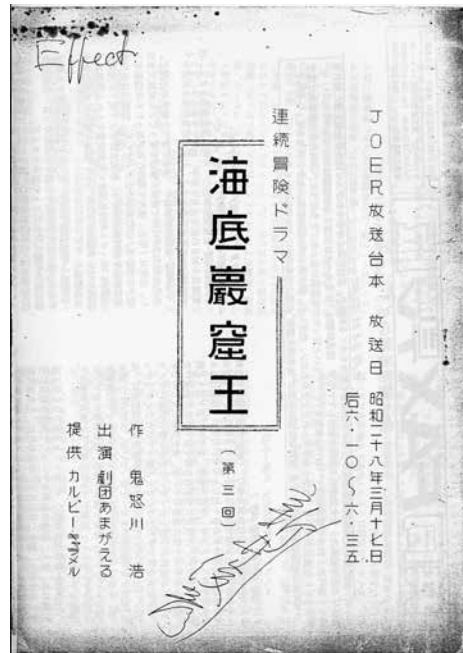 Effect
JOER放送台本 放送日 昭和二十八年三月十七日
后六・一〇〜六・三五
連続冒険ドラマ
海底巖窟王
(第三回)
作 鬼怒川 浩
出演 劇団あまがえる
提供 カルピー